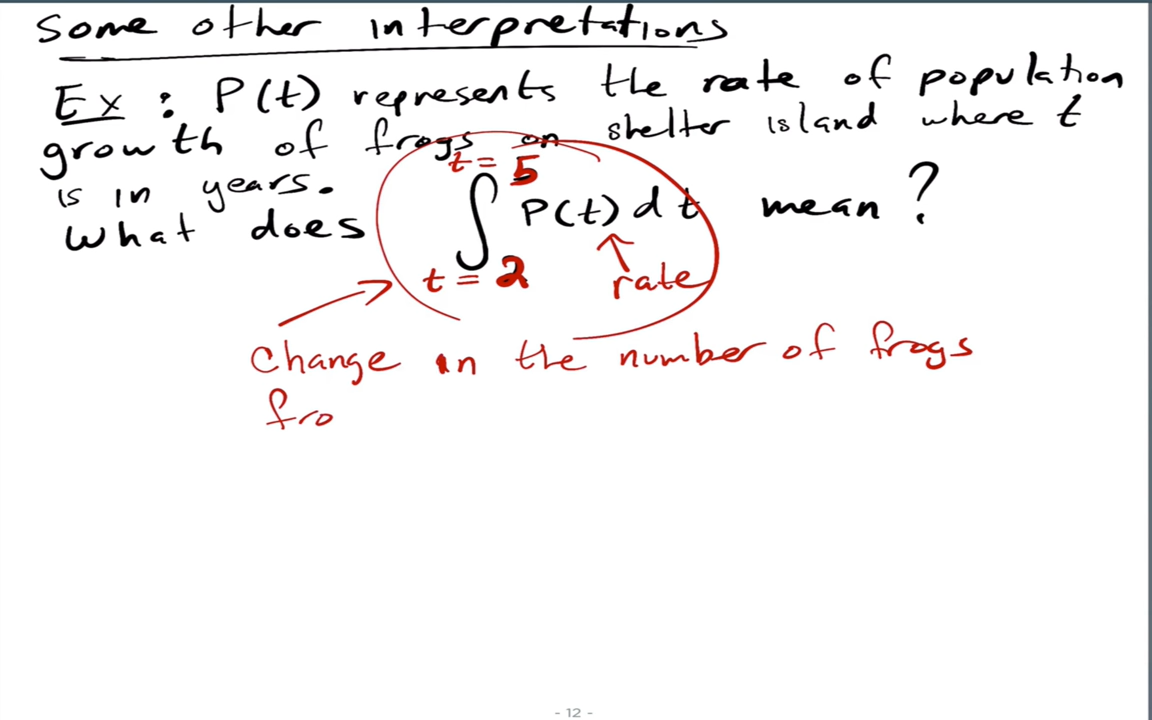 Some other interpretations
Ex: P(t) represents the rate of population
growth of frogs on shelter island where t
is in years.
What does ∫ t = 2 t = 5 P(t) dt mean?
rate
Change in the number of frogs
fro
- 12 -